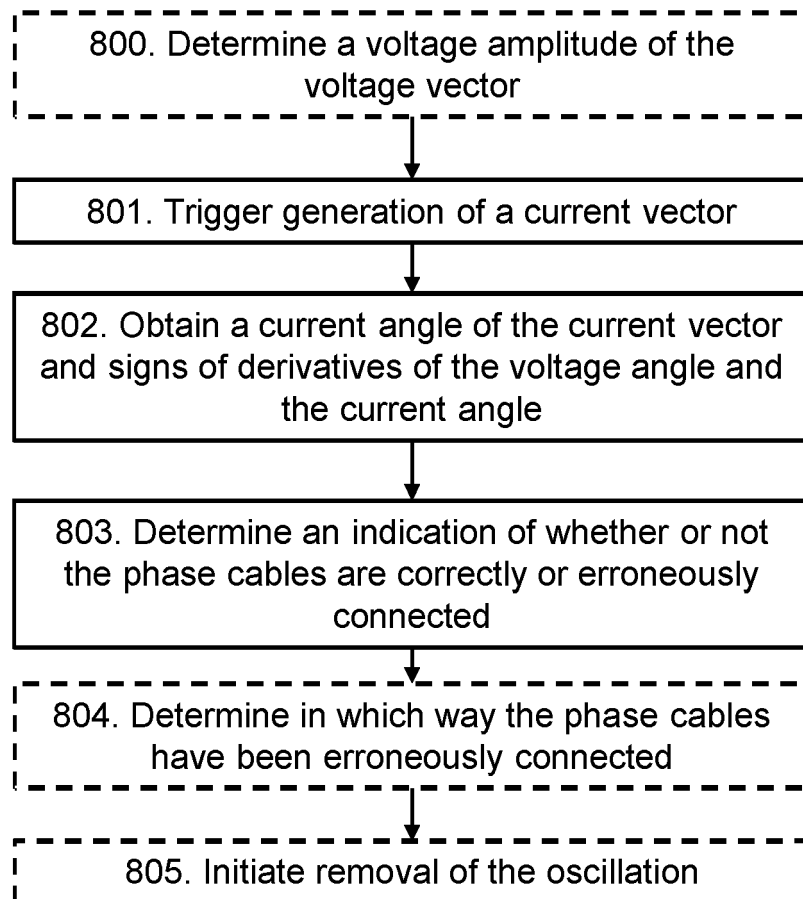 800. Determine a voltage amplitude of the
voltage vector
801. Trigger generation of a current vector
802. Obtain a current angle of the current vector
and signs of derivatives of the voltage angle and
the current angle
803. Determine an indication of whether or not
the phase cables are correctly or erroneously
connected
804. Determine in which way the phase cables
have been erroneously connected
805. Initiate removal of the oscillation